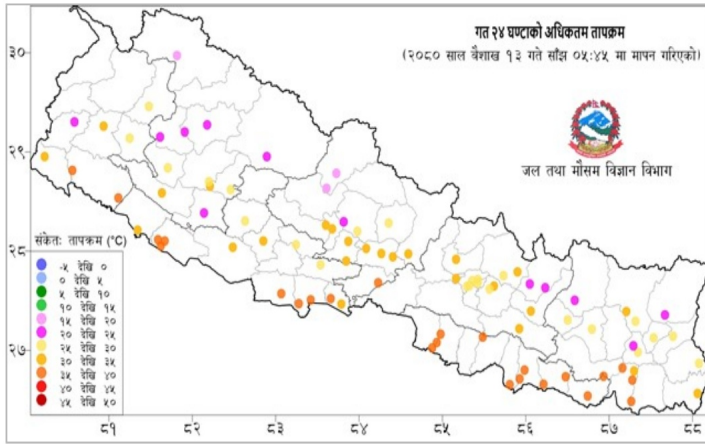 गत २४ घण्टाको अधिकतम तापक्रम
(२०८० साल वैशाख १३ गते साँझ ०५:४५ मा मापन गरिएको)
जल तथा मौसम विज्ञान विभाग
३०
२९
२८
२७
संकेतः तापक्रम (°C)
-५ देखि ०
० देखि ५
५ देखि १०
१० देखि १५
१५ देखि २०
२० देखि २५
२५ देखि ३०
३० देखि ३५
३५ देखि ४०
४० देखि ४५
४५ देखि ५०
८१ ८२ ८३ ८४ ८५ ८६ ८७ ८८